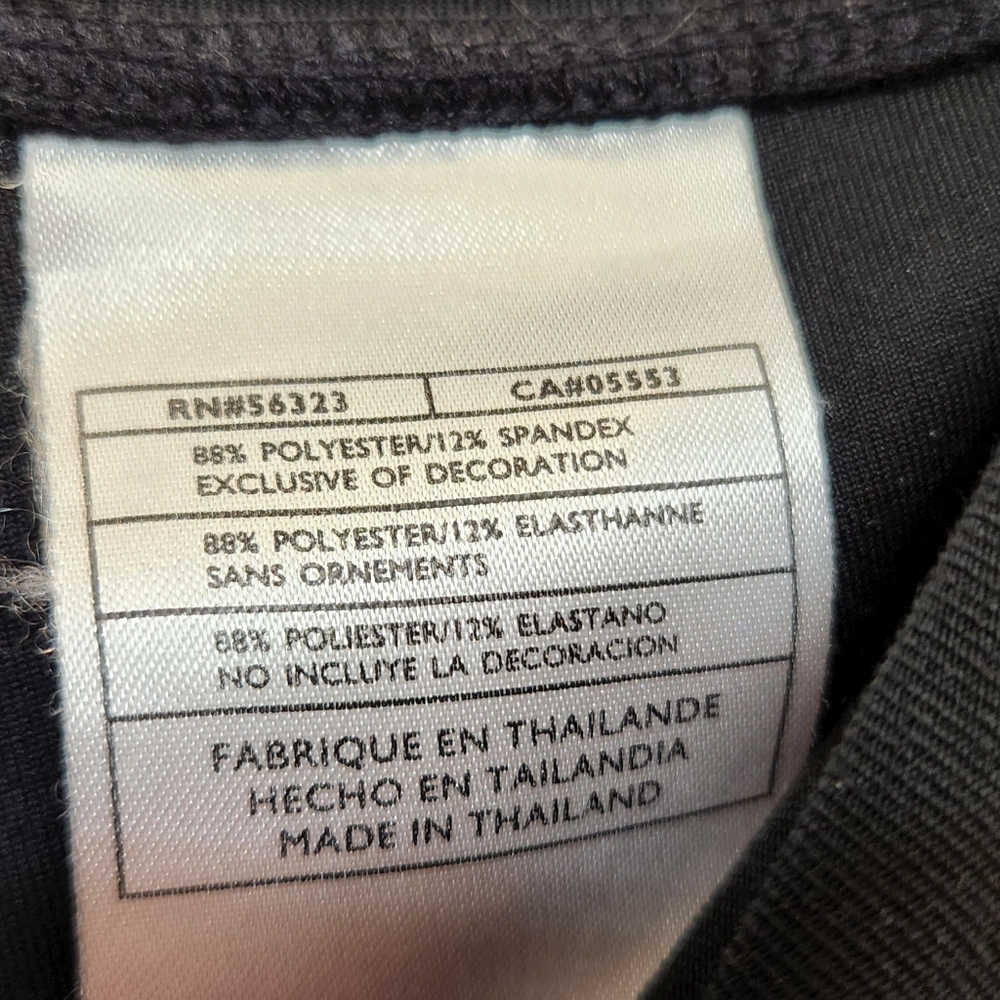 RN#56323 CA#05553
88% POLYESTER/12% SPANDEX
EXCLUSIVE OF DECORATION
88% POLYESTER/12% ELASTHANNE
SANS ORNEMENTS
88% POLIESTER/12% ELASTANO
NO INCLUYE LA DECORACION
FABRIQUE EN THAILANDE
HECHO EN TAILANDIA
MADE IN THAILAND